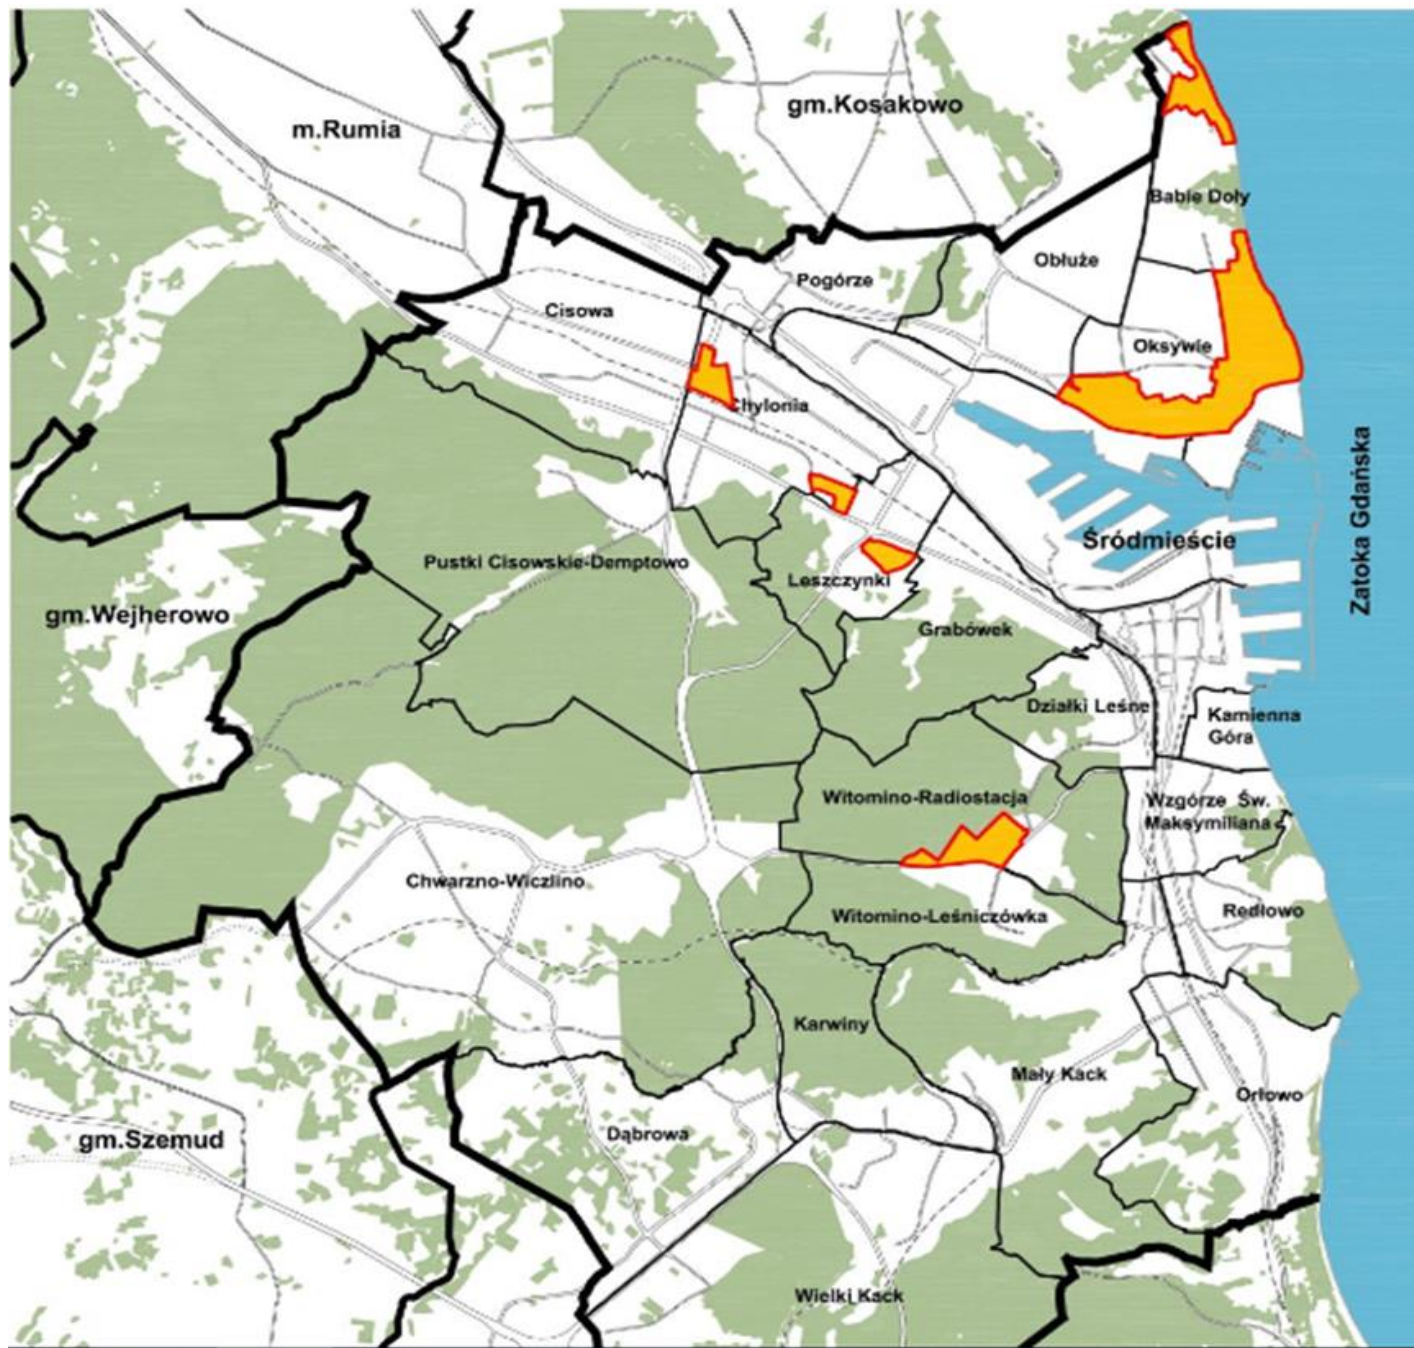 gm.Kosakowo
m.Rumia
Babie Doły
Obłuże
Pogórze
Cisowa
Oksywie
Chylonia
Zatoka Gdańska
Śródmieście
Pustki Cisowskie-Demptowo
Leszczynki
gm.Wejherowo
Grabówek
Działki Leśne
Kamienna
Góra
Witomino-Radiostacja
Wzgórze Św.
Maksymiliana
Chwarzno-Wiczlino
Witomino-Leśniczówka
Redłowo
Karwiny
Mały Kack
Orłowo
gm.Szemud
Dąbrowa
Wielki Kack